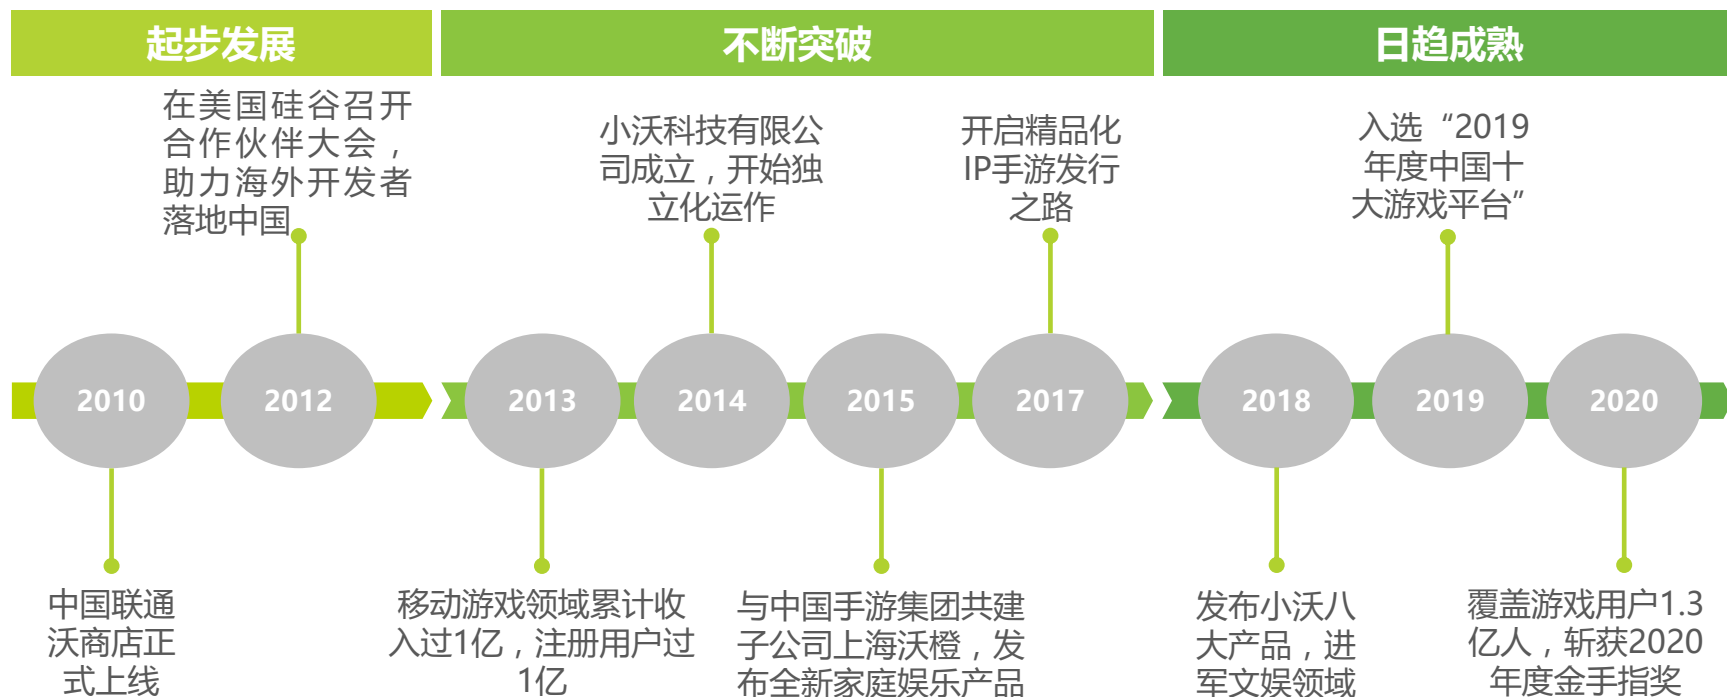 起步发展
不断突破
日趋成熟
在美国硅谷召开
合作伙伴大会，
助力海外开发者
落地中国
小沃科技有限公
司成立，开始独
立化运作
开启精品化
IP手游发行
之路
入选“2019
年度中国十
大游戏平台”
2010
2012
2013
2014
2015
2017
2018
2019
2020
中国联通
沃商店正
式上线
移动游戏领域累计收
入过1亿，注册用户过
1亿
与中国手游集团共建
子公司上海沃橙，发
布全新家庭娱乐产品
发布小沃八
大产品，进
军文娱领域
覆盖游戏用户1.3
亿人，斩获2020
年度金手指奖